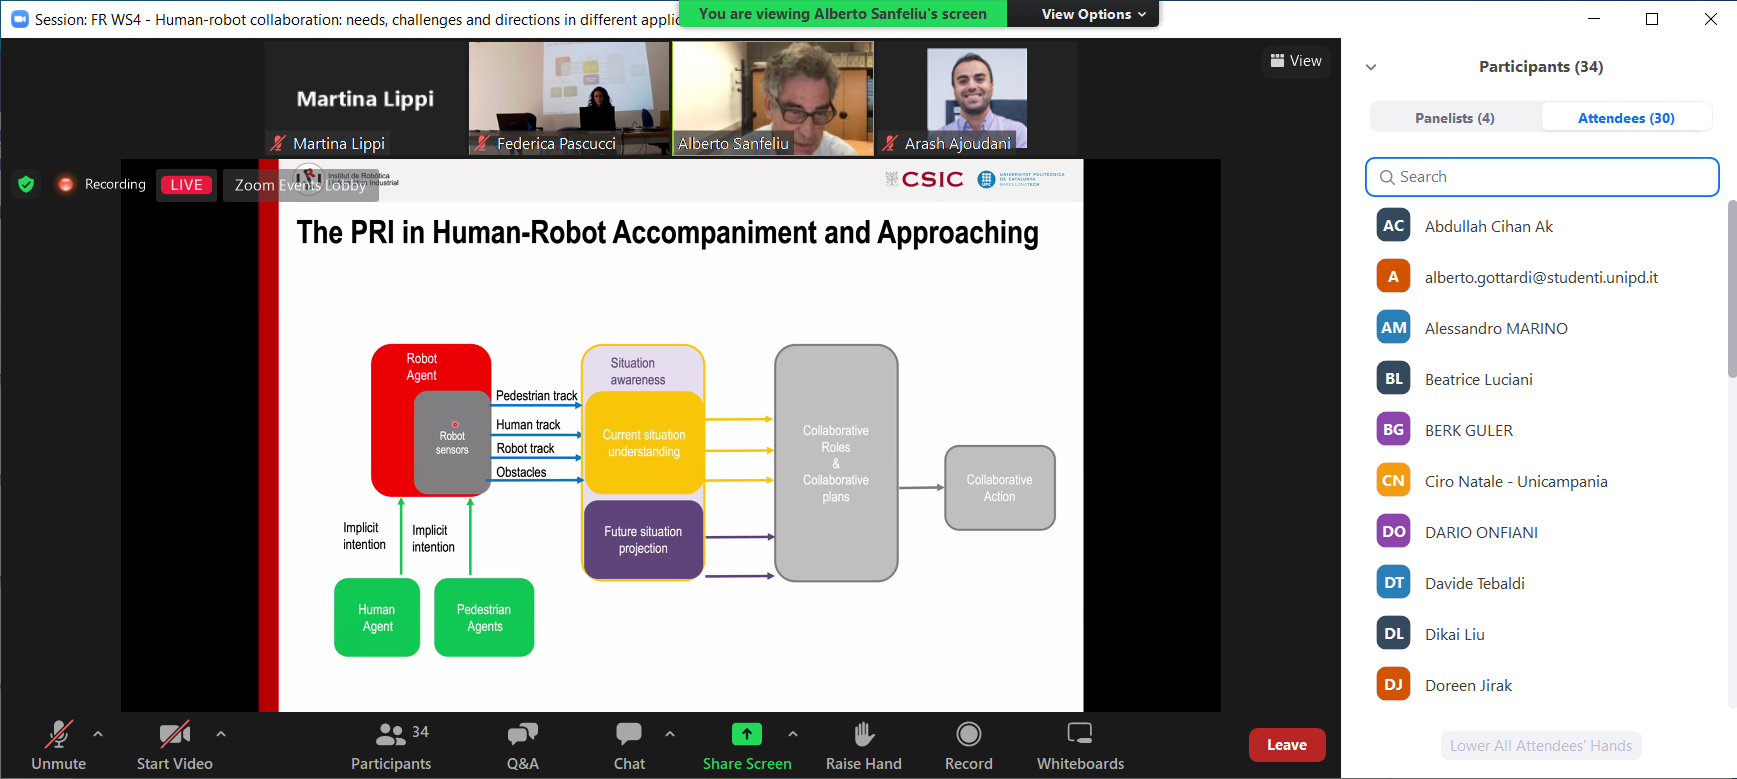 Session: FR WS4 - Human-robot collaboration: needs, challenges and directions in different applic
You are viewing Alberto Sanfeliu's screen
View Options
Martina Lippi
Martina Lippi
Federica Pascucci
Alberto Sanfeliu
Arash Ajoudani
View
Recording
LIVE
Zoom Events Lobby
Institut de Robòtica
CSIC
UPC
UNIVERSITAT POLITÈCNICA
DE CATALUNYA
BARCELONATECH
The PRI in Human-Robot Accompaniment and Approaching
Robot
Agent
Robot
sensors
Pedestrian track
Human track
Robot track
Obstacles
Situation
awareness
Current situation
understanding
Future situation
projection
Collaborative
Roles
&
Collaborative
plans
Collaborative
Action
Implicit
intention
Implicit
intention
Human
Agent
Pedestrian
Agents
Participants (34)
Panelists (4)
Attendees (30)
Search
AC Abdullah Cihan Ak
A alberto.gottardi@studenti.unipd.it
AM Alessandro MARINO
BL Beatrice Luciani
BG BERK GULER
CN Ciro Natale - Unicampania
DO DARIO ONFIANI
DT Davide Tebaldi
DL Dikai Liu
DJ Doreen Jirak
Lower All Attendees' Hands
Unmute
Start Video
34
Participants
Q&A
Chat
Share Screen
Raise Hand
Record
Whiteboards
Leave